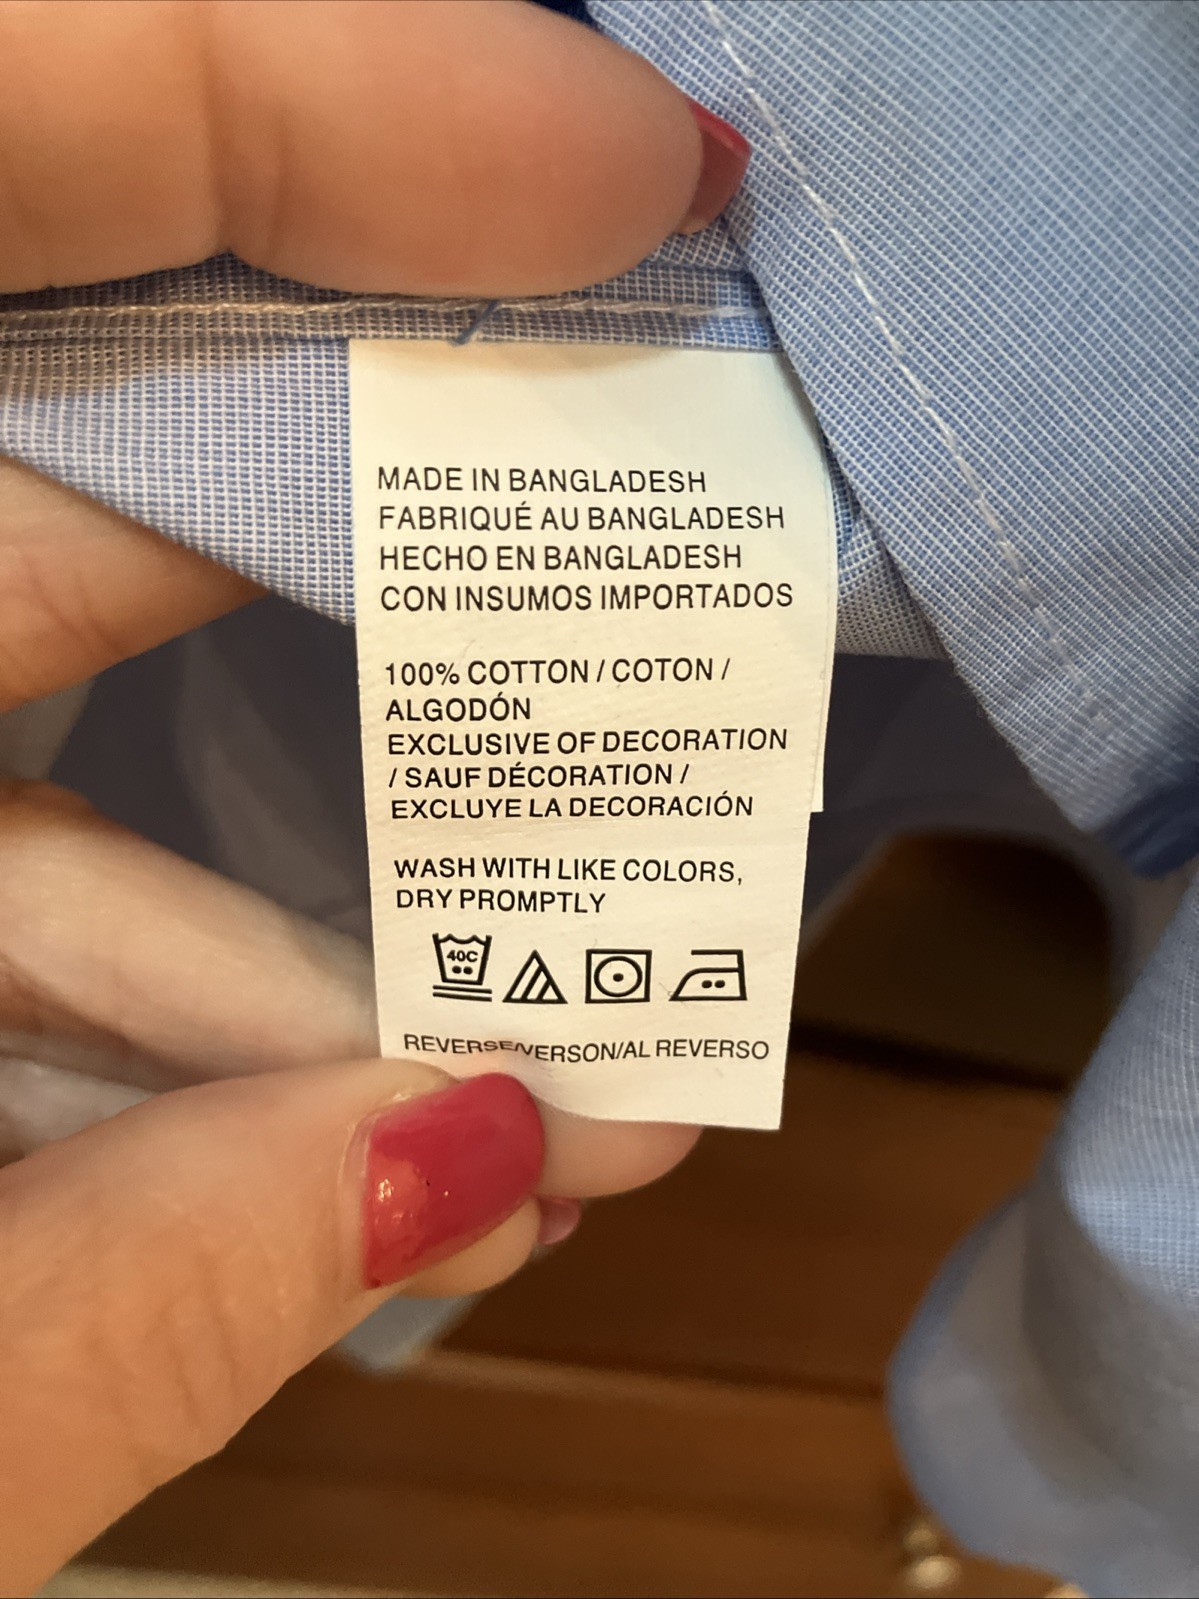 MADE IN BANGLADESH
FABRIQUÉ AU BANGLADESH
HECHO EN BANGLADESH
CON INSUMOS IMPORTADOS
100% COTTON / COTON /
ALGODÓN
EXCLUSIVE OF DECORATION
/ SAUF DÉCORATION /
EXCLUYE LA DECORACIÓN
WASH WITH LIKE COLORS,
DRY PROMPTLY
40C
REVERSE/VERSON/AL REVERSO